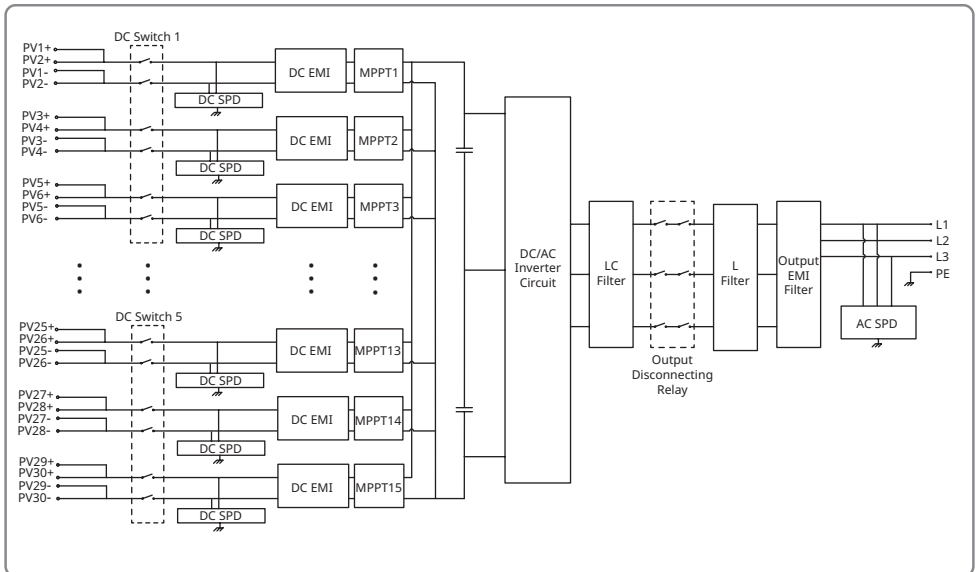 DC Switch 1
PV1+
PV2+
PV1-
PV2-
DC EMI
MPPT1
DC SPD
PV3+
PV4+
PV3-
PV4-
DC EMI
MPPT2
DC SPD
PV5+
PV6+
PV5-
PV6-
DC EMI
MPPT3
DC SPD
DC Switch 5
PV25+
PV26+
PV25-
PV26-
DC EMI
MPPT13
DC SPD
PV27+
PV28+
PV27-
PV28-
DC EMI
MPPT14
DC SPD
PV29+
PV30+
PV29-
PV30-
DC EMI
MPPT15
DC SPD
DC/AC
Inverter
Circuit
LC
Filter
Output
Disconnecting
Relay
L
Filter
Output
EMI
Filter
L1
L2
L3
PE
AC SPD